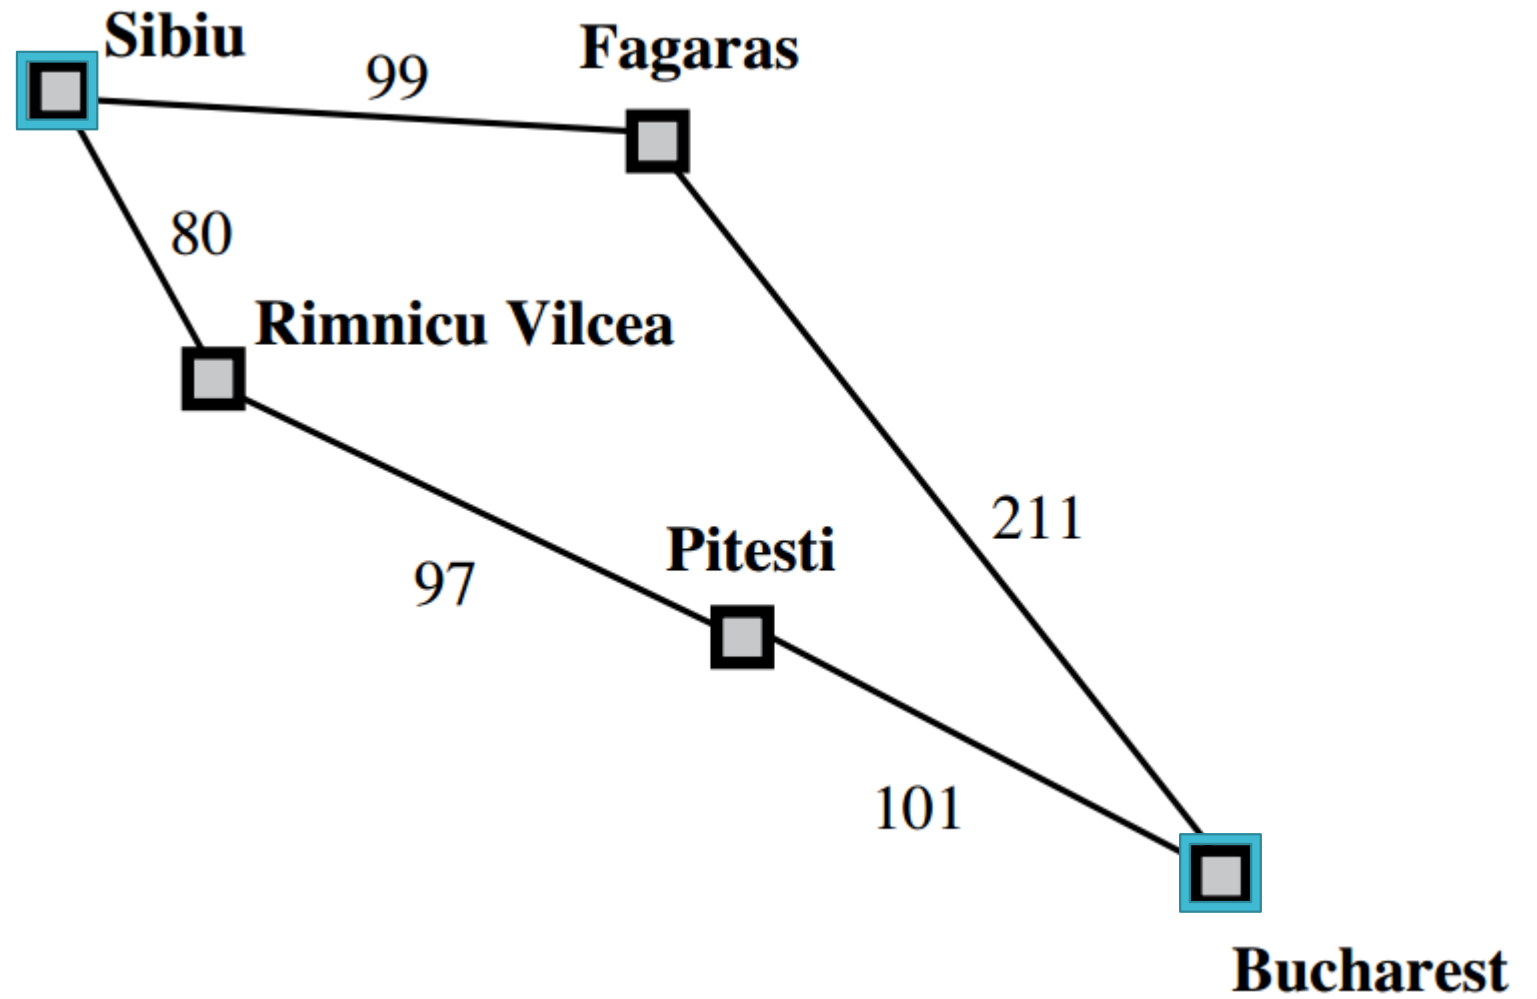 Sibiu
Fagaras
99
80
Rimnicu Vilcea
211
Pitesti
97
101
Bucharest